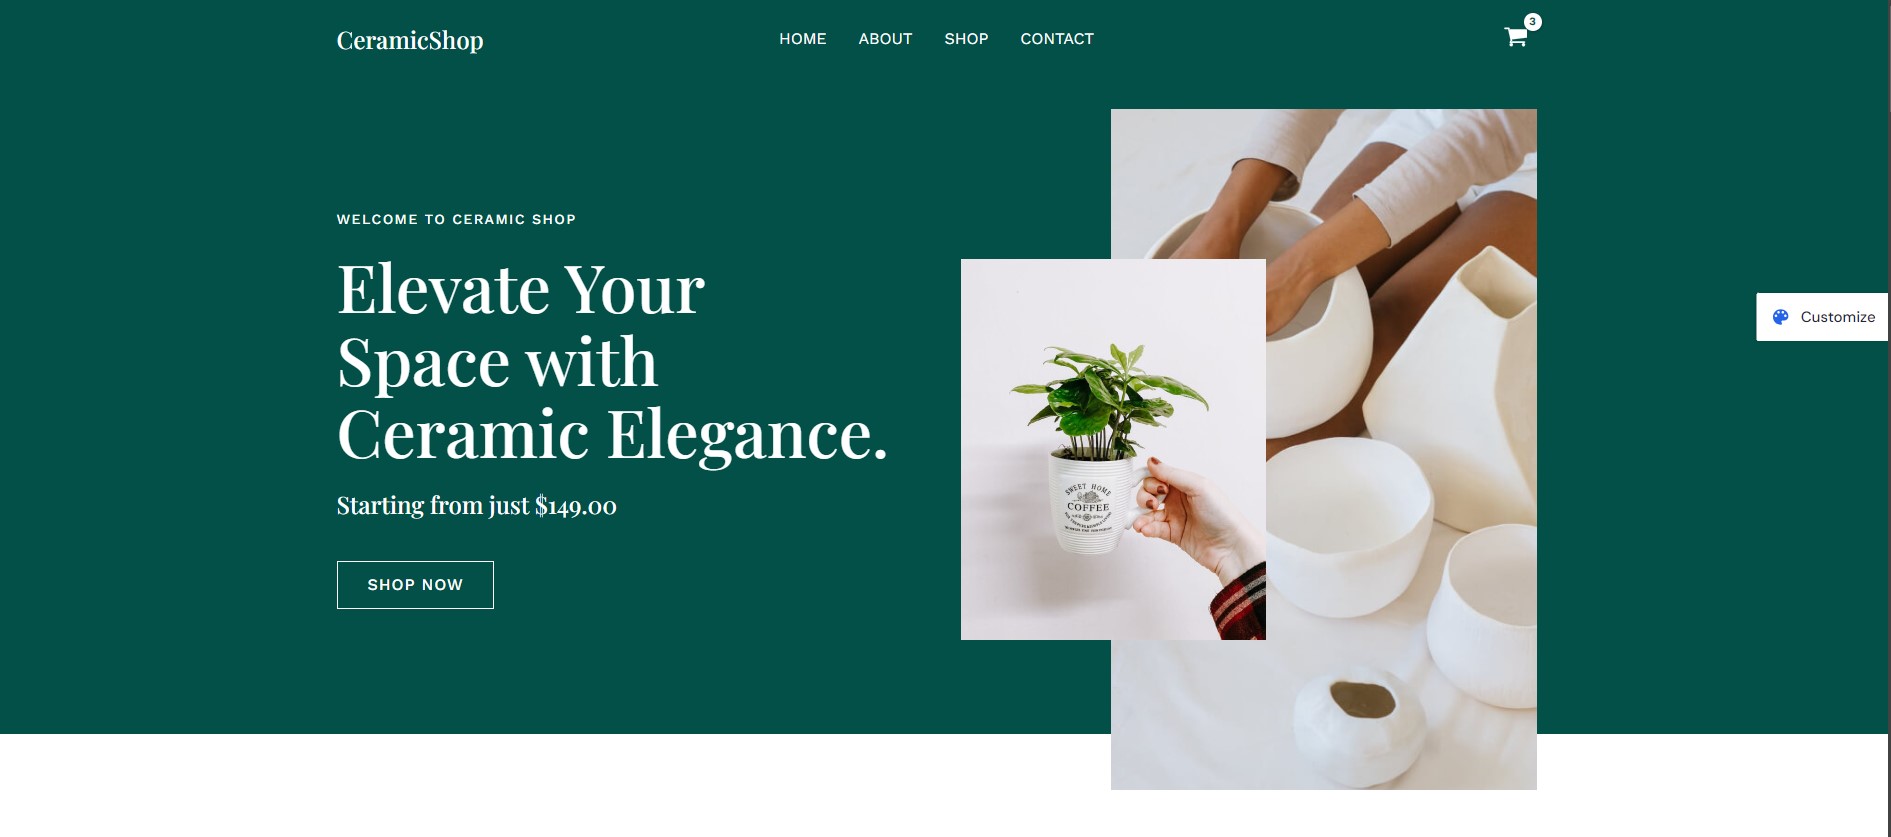 CeramicShop
HOME ABOUT SHOP CONTACT
3
WELCOME TO CERAMIC SHOP
Elevate Your
Space with
Ceramic Elegance.
Starting from just $149.00
SHOP NOW
SWEET HOME
COFFEE
Customize